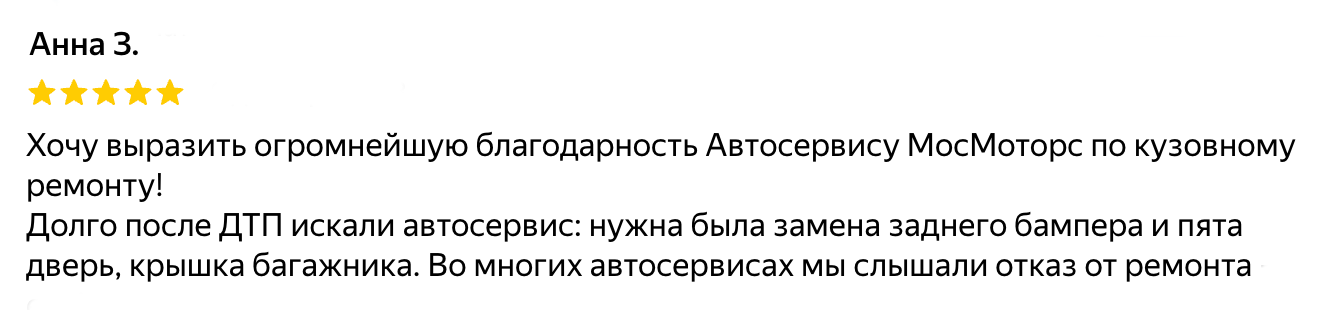 Анна З.
Хочу выразить огромнейшую благодарность Автосервису МосМоторс по кузовному
ремонту!
Долго после ДТП искали автосервис: нужна была замена заднего бампера и пята
дверь, крышка багажника. Во многих автосервисах мы слышали отказ от ремонта